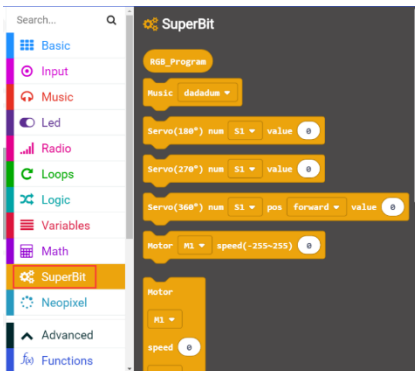 Search...
Basic
Input
Music
Led
Radio
Loops
Logic
Variables
Math
SuperBit
Neopixel
Advanced
f(x) Functions
SuperBit
RGB_Program
Music dadadum
Servo(180°) num S1 value 0
Servo(270°) num S1 value 0
Servo(360°) num S1 pos forward value 0
Motor M1 speed(-255~255) 0
Motor
M1
speed 0